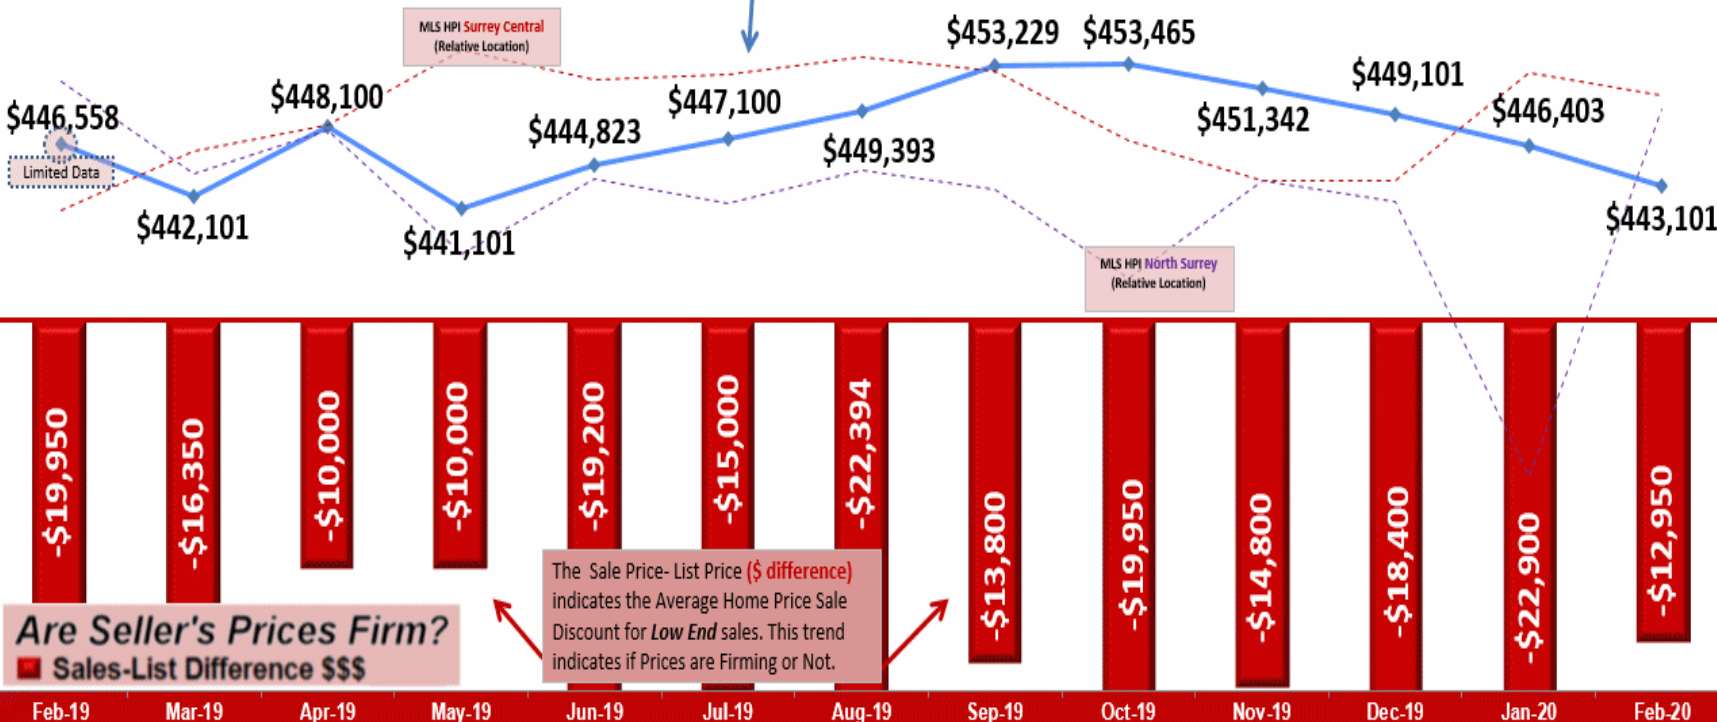 MLS HPI Surrey Central
(Relative Location)
$446,558
$442,101
$448,100
$441,101
$444,823
$447,100
$449,393
$453,229
$453,465
$451,342
$449,101
$446,403
$443,101
Limited Data
MLS HPI North Surrey
(Relative Location)
-$19,950
-$16,350
-$10,000
-$10,000
-$19,200
-$15,000
-$22,394
-$13,800
-$19,950
-$14,800
-$18,400
-$22,900
-$12,950
The Sale Price- List Price ($ difference)
indicates the Average Home Price Sale
Discount for Low End sales. This trend
indicates if Prices are Firming or Not.
Are Seller's Prices Firm?
Sales-List Difference $$$
Feb-19 Mar-19 Apr-19 May-19 Jun-19 Jul-19 Aug-19 Sep-19 Oct-19 Nov-19 Dec-19 Jan-20 Feb-20